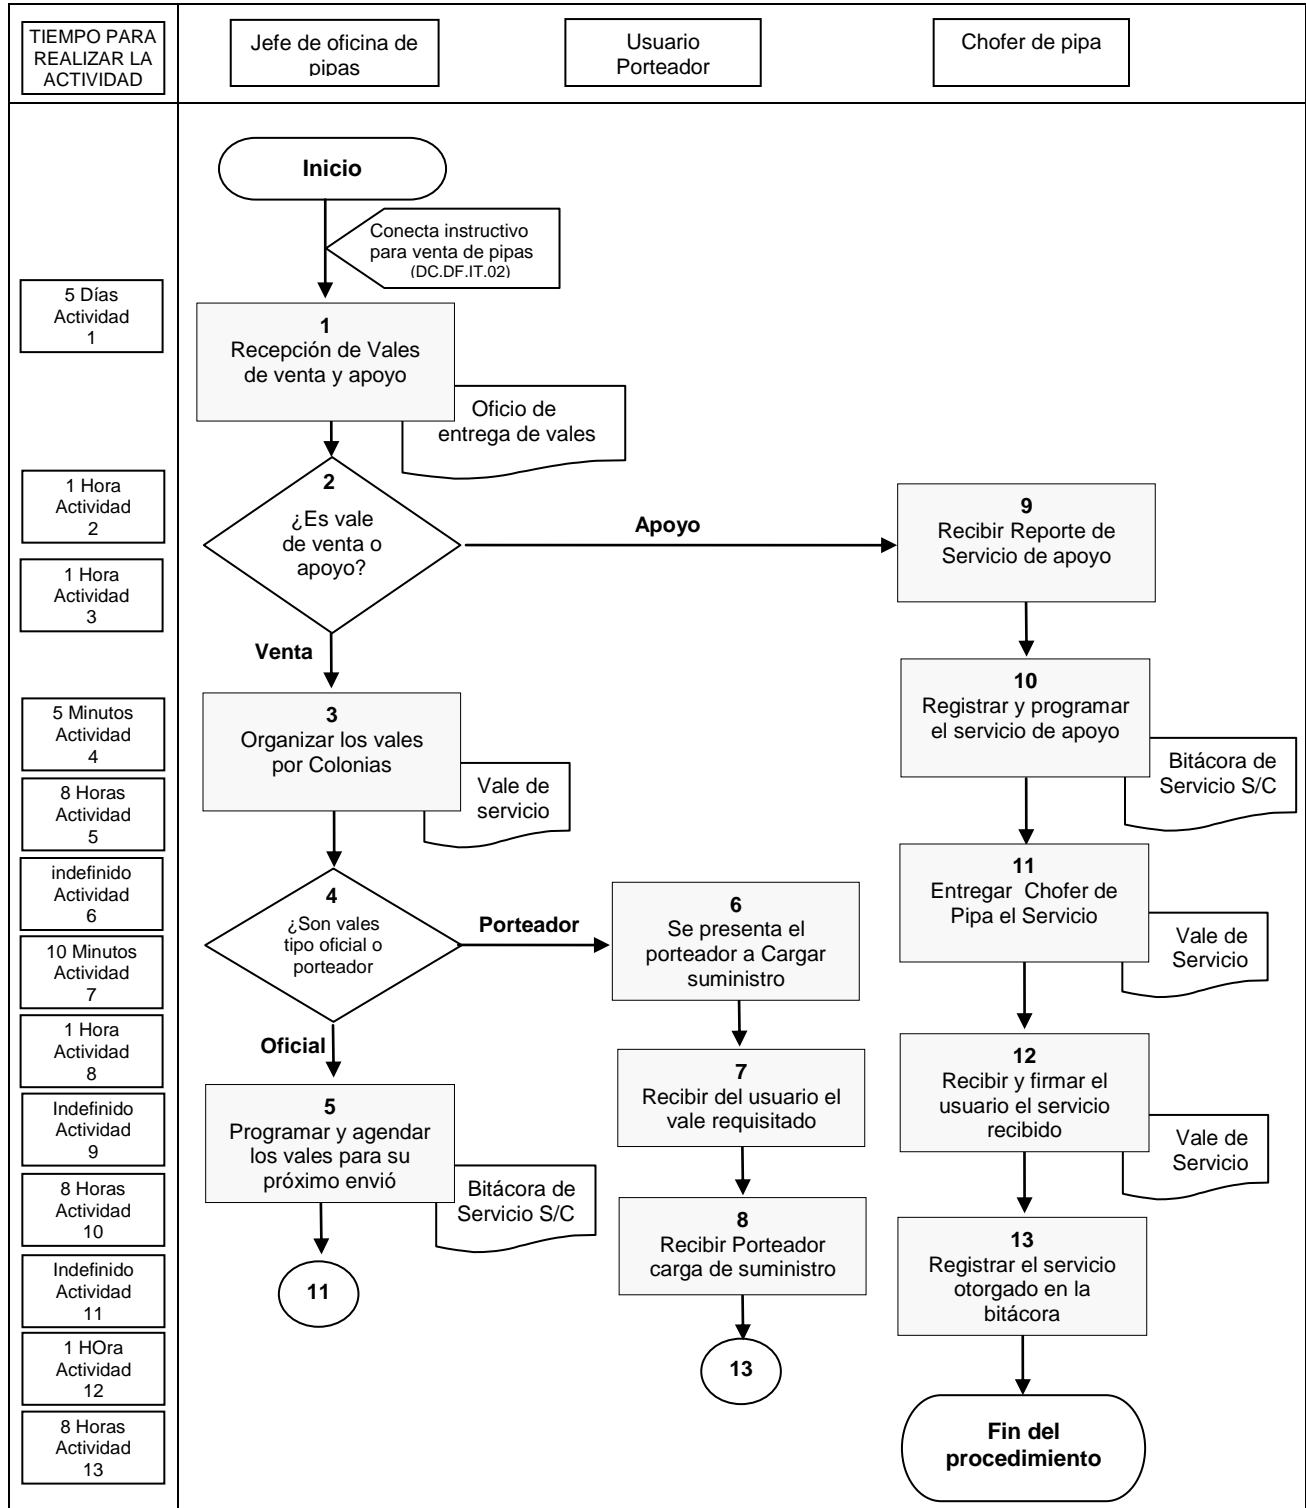 TIEMPO PARA
REALIZAR LA
ACTIVIDAD
Jefe de oficina de
pipas
Usuario
Porteador
Chofer de pipa
Inicio
Conecta instructivo
para venta de pipas
(DC.DF.IT.02)
5 Días
Actividad
1
1
Recepción de Vales
de venta y apoyo
Oficio de
entrega de vales
1 Hora
Actividad
2
2
¿Es vale
de venta o
apoyo?
Apoyo
9
Recibir Reporte de
Servicio de apoyo
1 Hora
Actividad
3
Venta
10
Registrar y programar
el servicio de apoyo
Bitácora de
Servicio S/C
5 Minutos
Actividad
4
3
Organizar los vales
por Colonias
Vale de
servicio
8 Horas
Actividad
5
indefinido
Actividad
6
4
¿Son vales
tipo oficial o
porteador
Porteador
6
Se presenta el
porteador a Cargar
suministro
11
Entregar  Chofer de
Pipa el Servicio
Vale de
Servicio
10 Minutos
Actividad
7
1 Hora
Actividad
8
Oficial
7
Recibir del usuario el
vale requisitado
12
Recibir y firmar el
usuario el servicio
recibido
Vale de
Servicio
Indefinido
Actividad
9
5
Programar y agendar
los vales para su
próximo envió
Bitácora de
Servicio S/C
8 Horas
Actividad
10
8
Recibir Porteador
carga de suministro
13
Registrar el servicio
otorgado en la
bitácora
Indefinido
Actividad
11
11
1 HOra
Actividad
12
13
8 Horas
Actividad
13
Fin del
procedimiento